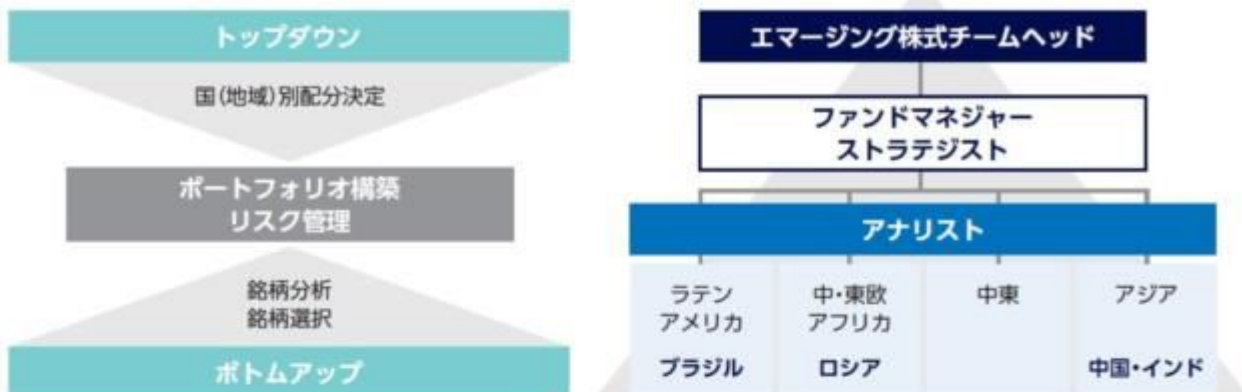 トップダウン
国(地域)別配分決定
ポートフォリオ構築
リスク管理
銘柄分析
銘柄選択
ボトムアップ
エマージング株式チームヘッド
ファンドマネジャー
ストラテジスト
アナリスト
ラテン
アメリカ
ブラジル
中・東欧
アフリカ
ロシア
中東
アジア
中国・インド